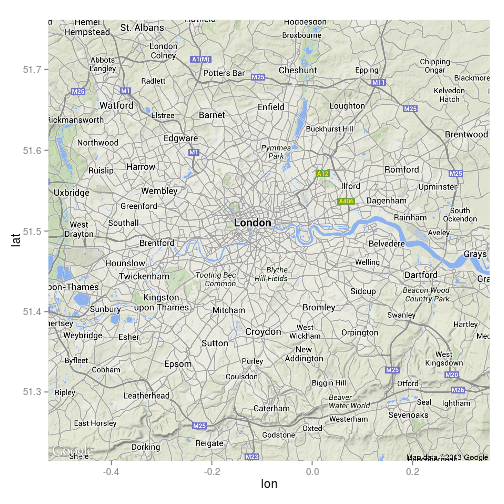 Hemel
Hempstead
St. Albans
Hatfield
Hoddesdon
Broxbourne
London
Colney
A1(M)
Abbots
Langley
Potters Bar
M25
Cheshunt
Epping
Chipping
Ongar
51.7
Radlett
M11
Blackmore
M25
M1
Kelvedon
Hatch
Watford
Elstree
Barnet
Enfield
Loughton
M25
Rickmansworth
Buckhurst Hill
Brentwood
Northwood
Edgware
51.6
M1
Pymmes
Park
Ruislip
Harrow
A12
Romford
M25
Uxbridge
Wembley
Ilford
Upminster
Greenford
A406
Dagenham
West
Drayton
Southall
London
Rainham
South
Ockendon
lat
51.5
Brentford
Belvedere
Aveley
Grays
Hounslow
Welling
Twickenham
Tooting Bec
Common
Blythe
Hill Fields
Dartford
Kingston
upon Thames
Sidcup
Beacon Wood
Country Park
Sunbury
Mitcham
Bromley
Swanley
51.4
Weybridge
Esher
Sutton
Croydon
West
Wickham
Orpington
Hartley
Byfleet
Cobham
Epsom
Purley
New
Addington
West
Kingsdown
Coulsdon
M25
M20
51.3
Ripley
Leatherhead
Biggin Hill
Otford
M26
Caterham
Beaver
Water World
Seal
Ightham
East Horsley
M25
Westerham
Sevenoaks
Dorking
Reigate
Godstone
Oxted
M23
Google
Map data ©2013 Google
-0.4
-0.2
0.0
0.2
lon